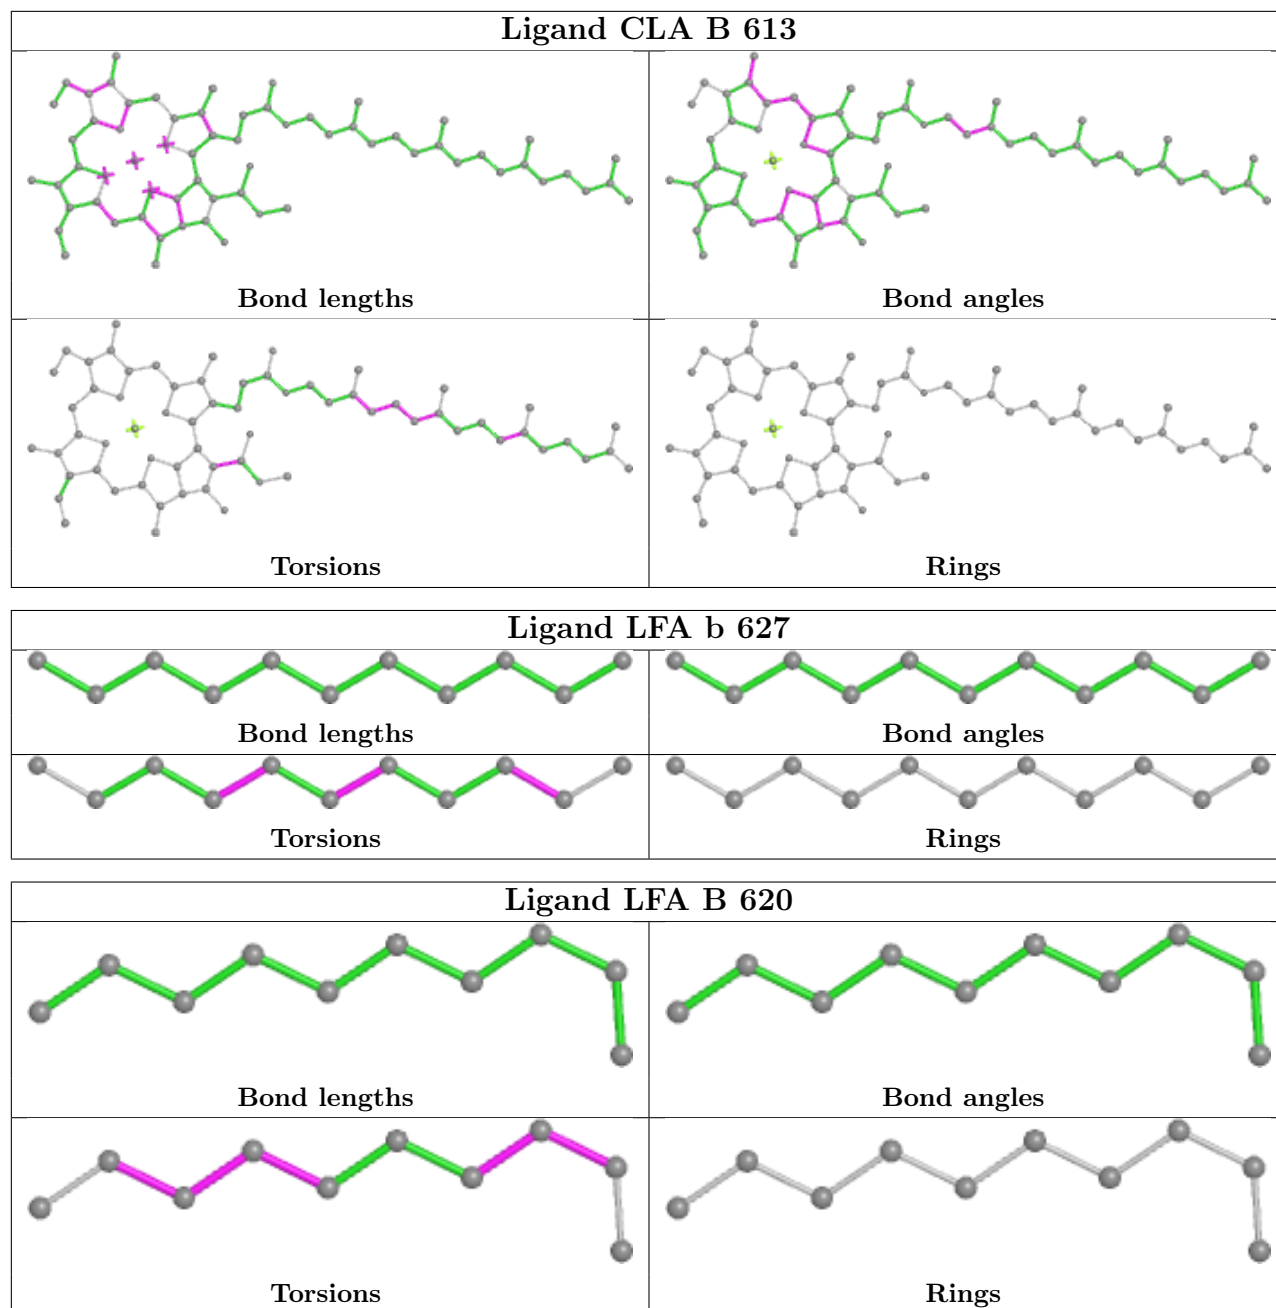 Ligand CLA B 613
Bond lengths
Bond angles
Torsions
Rings
Ligand LFA b 627
Bond lengths
Bond angles
Torsions
Rings
Ligand LFA B 620
Bond lengths
Bond angles
Torsions
Rings